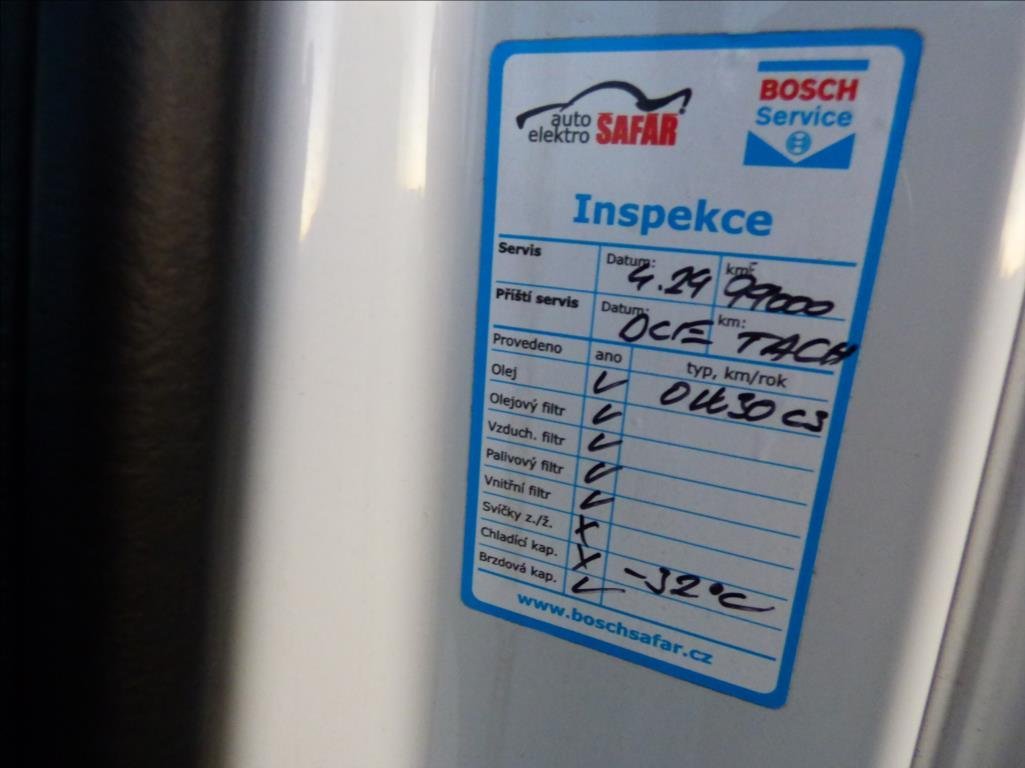 auto
elektro SAFAR
BOSCH
Service
Inspekce
Servis Datum: 4.24 km: 99000
Příští servis Datum: DLE km: TACH
Provedeno ano typ, km/rok
Olej ✓ 0W30 C3
Olejový filtr ✓
Vzduch. filtr ✓
Palivový filtr ✓
Vnitřní filtr ✓
Svíčky z./ž. X
Chladící kap. X -32°C
Brzdová kap. ✓
www.boschsafar.cz